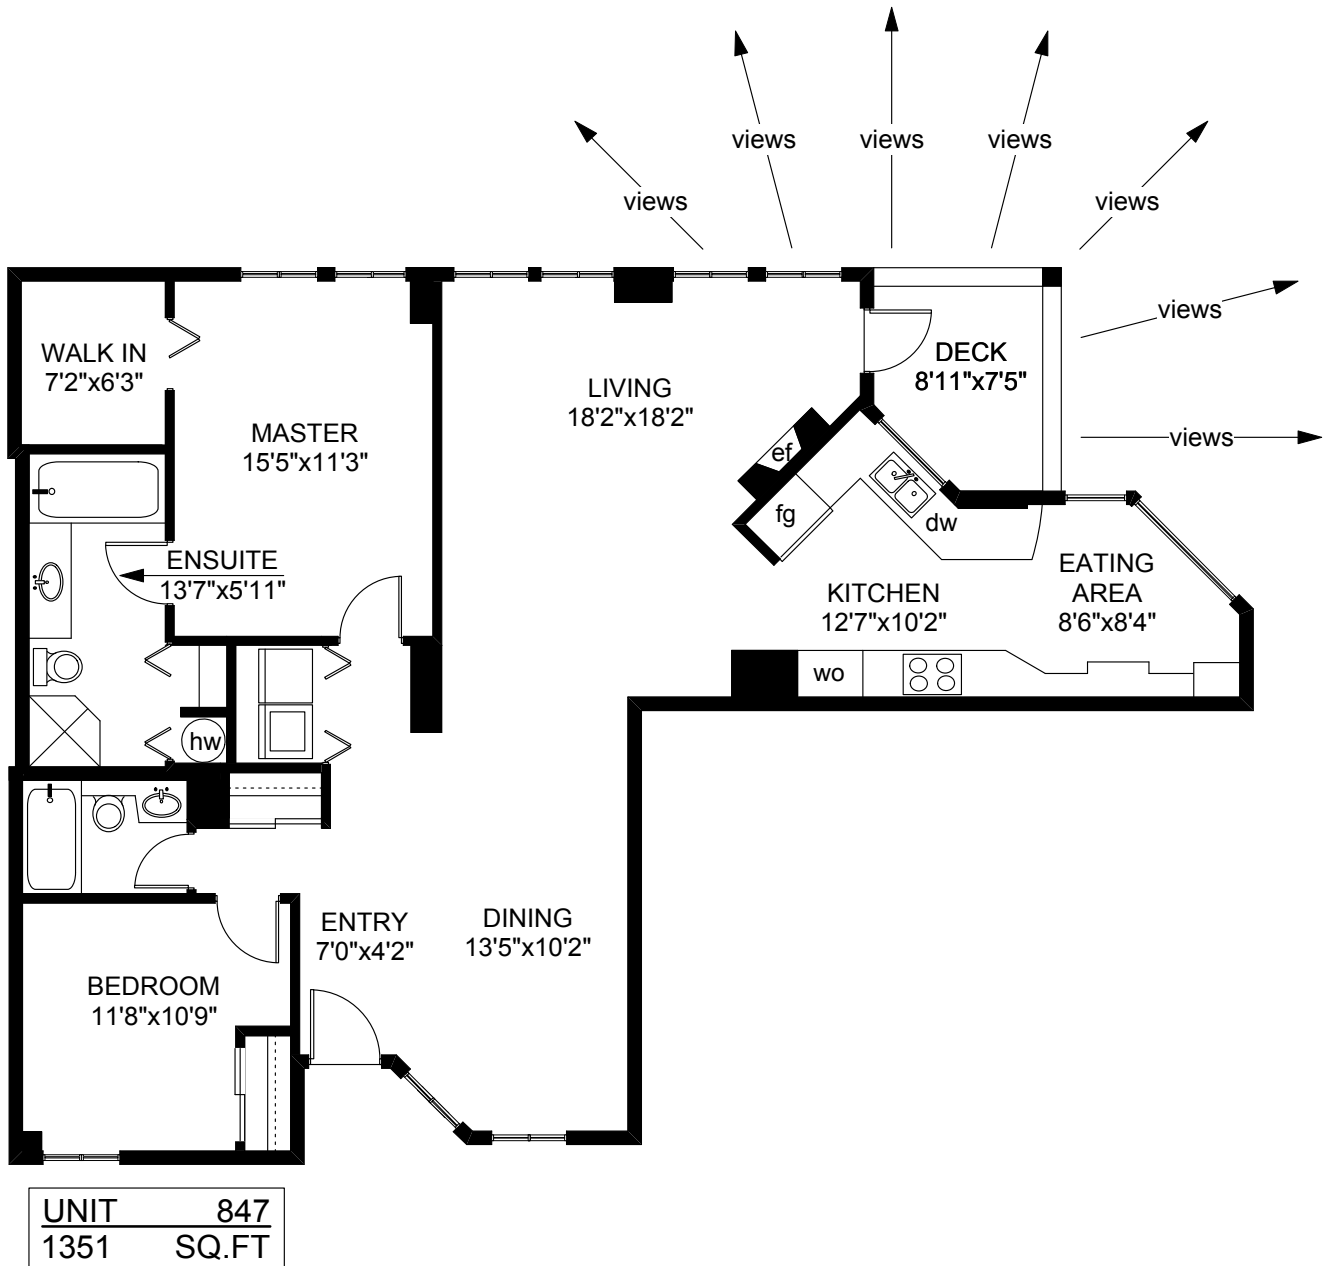 views
views
views
views
views
views
views
WALK IN
7'2"x6'3"
MASTER
15'5"x11'3"
LIVING
18'2"x18'2"
DECK
8'11"x7'5"
ef
fg
dw
ENSUITE
13'7"x5'11"
KITCHEN
12'7"x10'2"
EATING
AREA
8'6"x8'4"
wo
hw
ENTRY
7'0"x4'2"
DINING
13'5"x10'2"
BEDROOM
11'8"x10'9"
UNIT 847
1351 SQ.FT